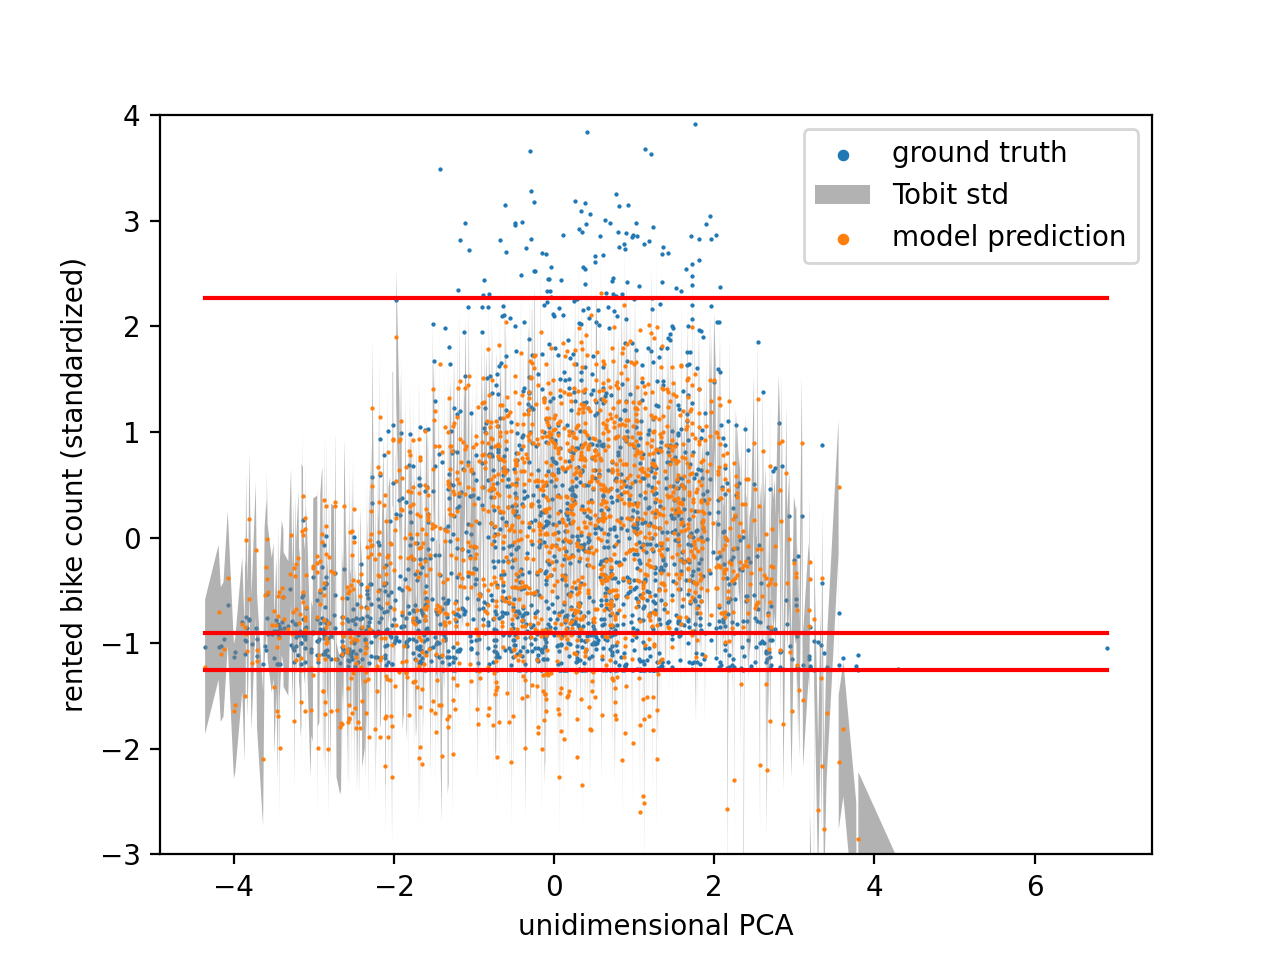 4
3
2
1
0
−1
−2
−3
rented bike count (standardized)
ground truth
Tobit std
model prediction
−4 −2 0 2 4 6
unidimensional PCA